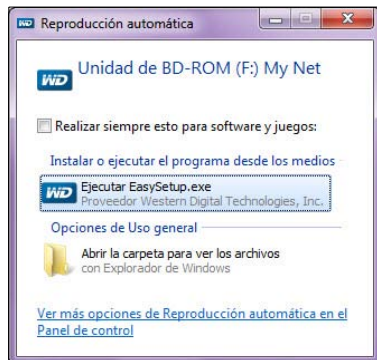 WD Reproducción automática
WD Unidad de BD-ROM (F:) My Net
Realizar siempre esto para software y juegos:
Instalar o ejecutar el programa desde los medios
WD Ejecutar EasySetup.exe
Proveedor Western Digital Technologies, Inc.
Opciones de Uso general
Abrir la carpeta para ver los archivos
con Explorador de Windows
Ver más opciones de Reproducción automática en el
Panel de control